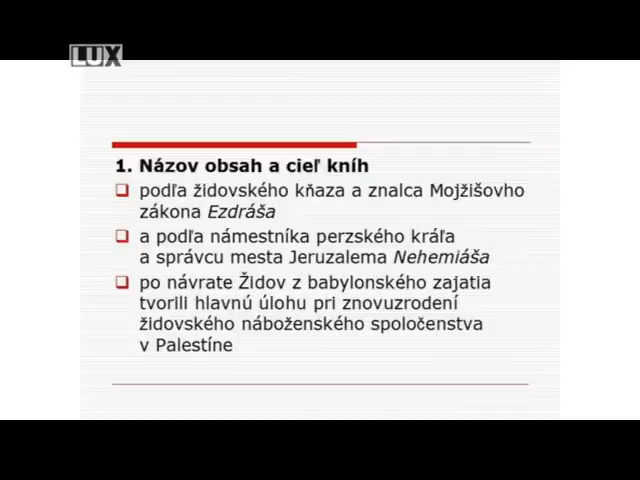 LUX
1. Názov obsah a cieľ kníh
podľa židovského kňaza a znalca Mojžišovho
zákona Ezdráša
a podľa námestníka perzského kráľa
a správcu mesta Jeruzalema Nehemiáša
po návrate Židov z babylonského zajatia
tvorili hlavnú úlohu pri znovuzrodení
židovského náboženského spoločenstva
v Palestíne